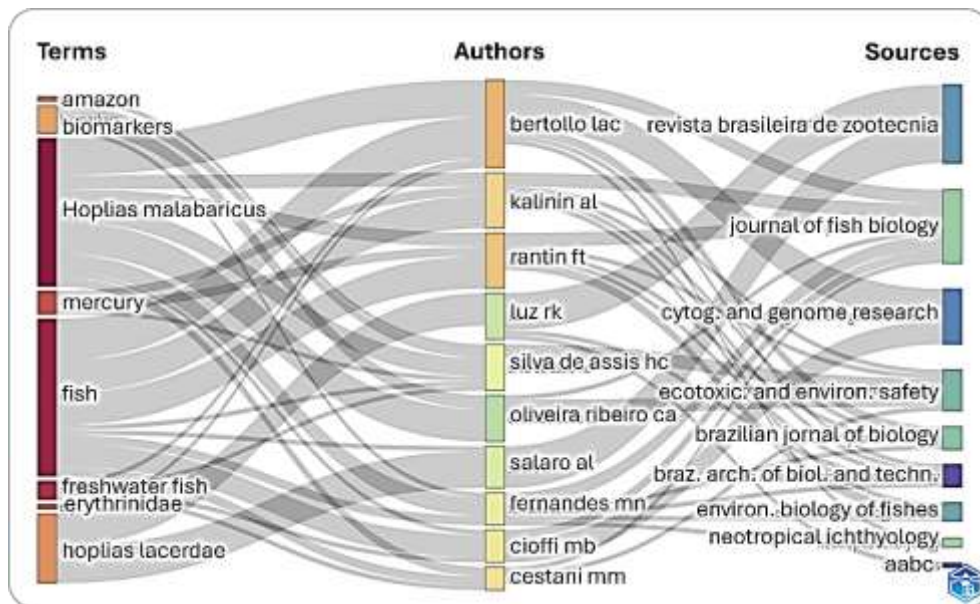 Terms
Authors
Sources
amazon
biomarkers
Hoplias malabaricus
mercury
fish
freshwater fish
erythrinidae
hoplias lacerdae
bertollo lac
kalinin al
rantin ft
luz rk
silva de assis hc
oliveira ribeiro ca
salaro al
fernandes mn
cioffi mb
cestani mm
revista brasileira de zootecnia
journal of fish biology
cytog. and genome research
ecotoxic. and environ. safety
brazilian jornal of biology
braz. arch. of biol. and techn.
environ. biology of fishes
neotropical ichthyology
aabc